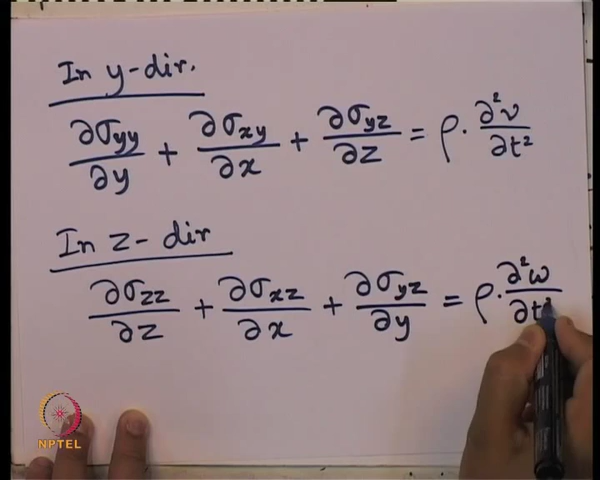 In y-dir.
∂σyy/∂y + ∂σxy/∂x + ∂σyz/∂z = ρ · ∂²v/∂t²
In z-dir
∂σzz/∂z + ∂σxz/∂x + ∂σyz/∂y = ρ · ∂²w/∂t²
NPTEL